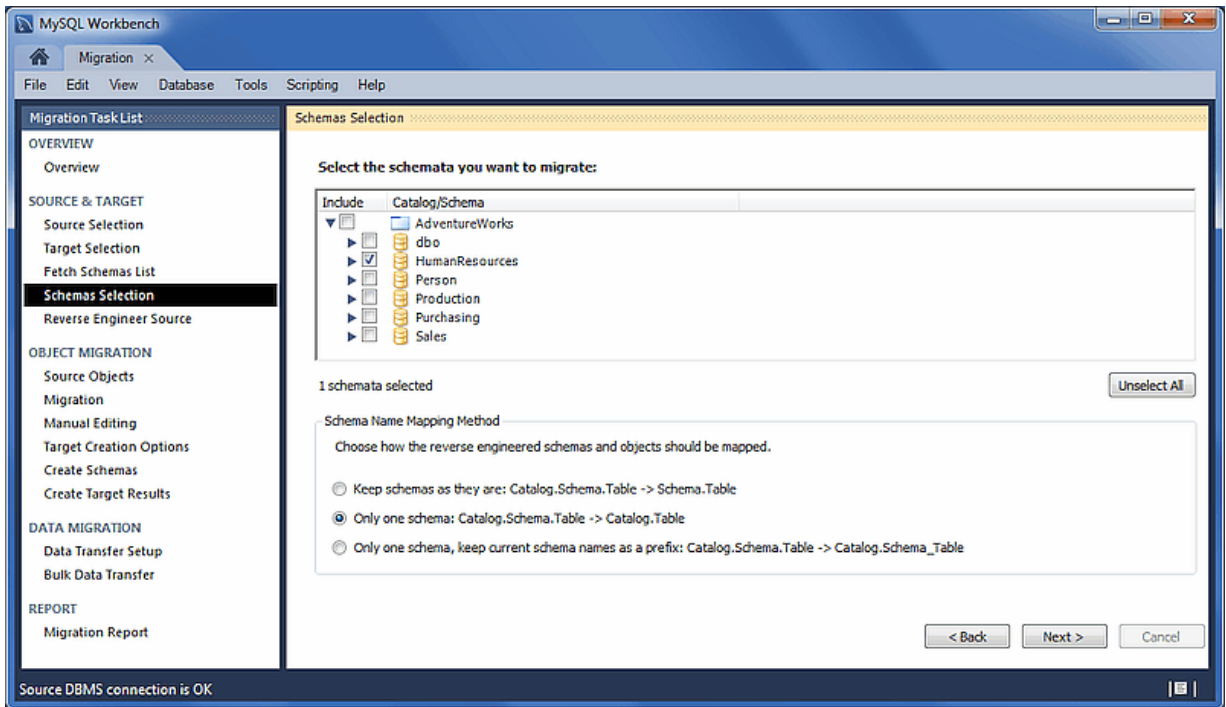 MySQL Workbench
Migration
File Edit View Database Tools Scripting Help
Migration Task List
OVERVIEW
Overview
SOURCE & TARGET
Source Selection
Target Selection
Fetch Schemas List
Schemas Selection
Reverse Engineer Source
OBJECT MIGRATION
Source Objects
Migration
Manual Editing
Target Creation Options
Create Schemas
Create Target Results
DATA MIGRATION
Data Transfer Setup
Bulk Data Transfer
REPORT
Migration Report
Schemas Selection
Select the schemata you want to migrate:
Include Catalog/Schema
AdventureWorks
dbo
HumanResources
Person
Production
Purchasing
Sales
1 schemata selected
Unselect All
Schema Name Mapping Method
Choose how the reverse engineered schemas and objects should be mapped.
Keep schemas as they are: Catalog.Schema.Table -> Schema.Table
Only one schema: Catalog.Schema.Table -> Catalog.Table
Only one schema, keep current schema names as a prefix: Catalog.Schema.Table -> Catalog.Schema_Table
< Back Next > Cancel
Source DBMS connection is OK